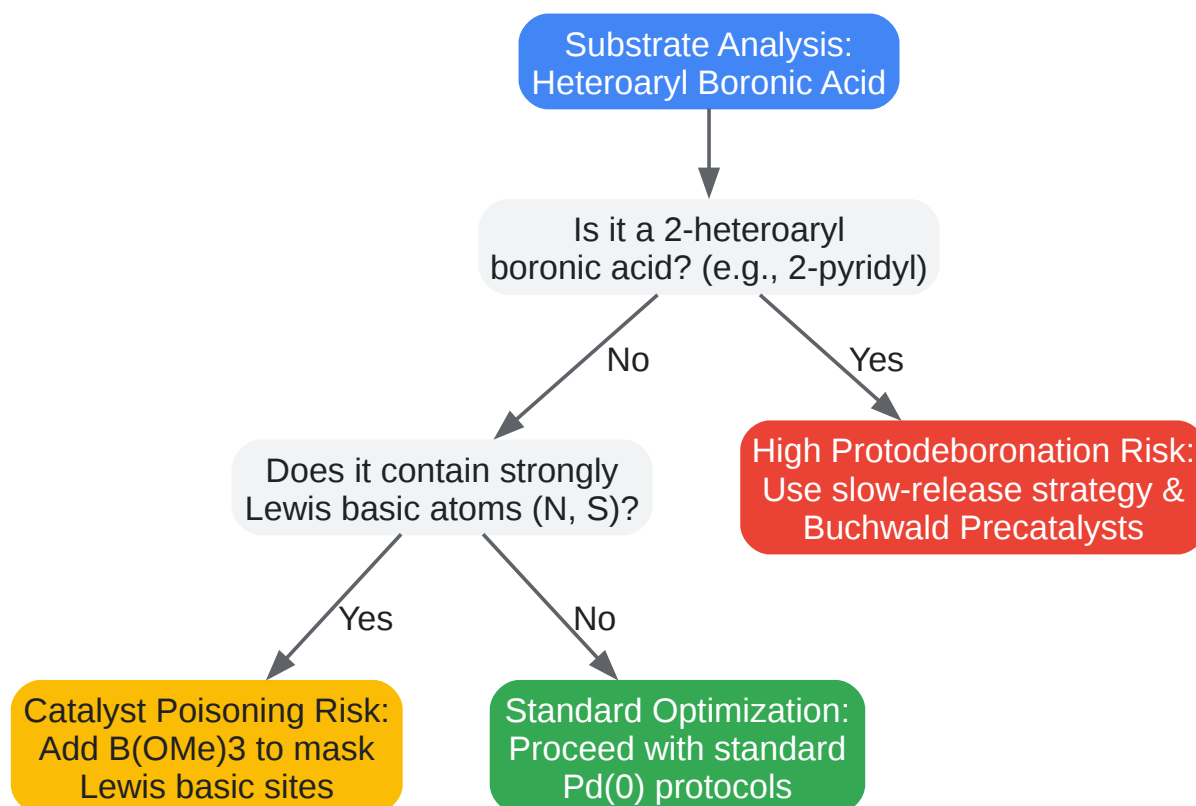 Substrate Analysis:
Heteroaryl Boronic Acid
Is it a 2-heteroaryl
boronic acid? (e.g., 2-pyridyl)
No
Yes
Does it contain strongly
Lewis basic atoms (N, S)?
High Protodeboronation Risk:
Use slow-release strategy &
Buchwald Precatalysts
Yes
No
Catalyst Poisoning Risk:
Add B(OMe)3 to mask
Lewis basic sites
Standard Optimization:
Proceed with standard
Pd(0) protocols